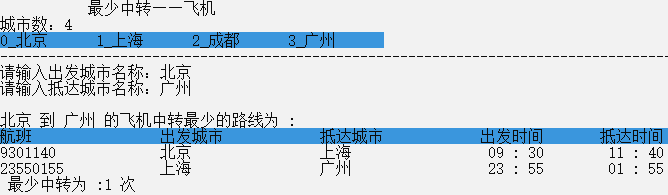 最少中转——飞机
城市数: 4
0_北京 1_上海 2_成都 3_广州
请输入出发城市名称: 北京
请输入抵达城市名称: 广州
北京 到 广州 的飞机中转最少的路线为 :
航班 出发城市 抵达城市 出发时间 抵达时间
9301140 北京 上海 09 : 30 11 : 40
23550155 上海 广州 23 : 55 01 : 55
最少中转为 :1 次